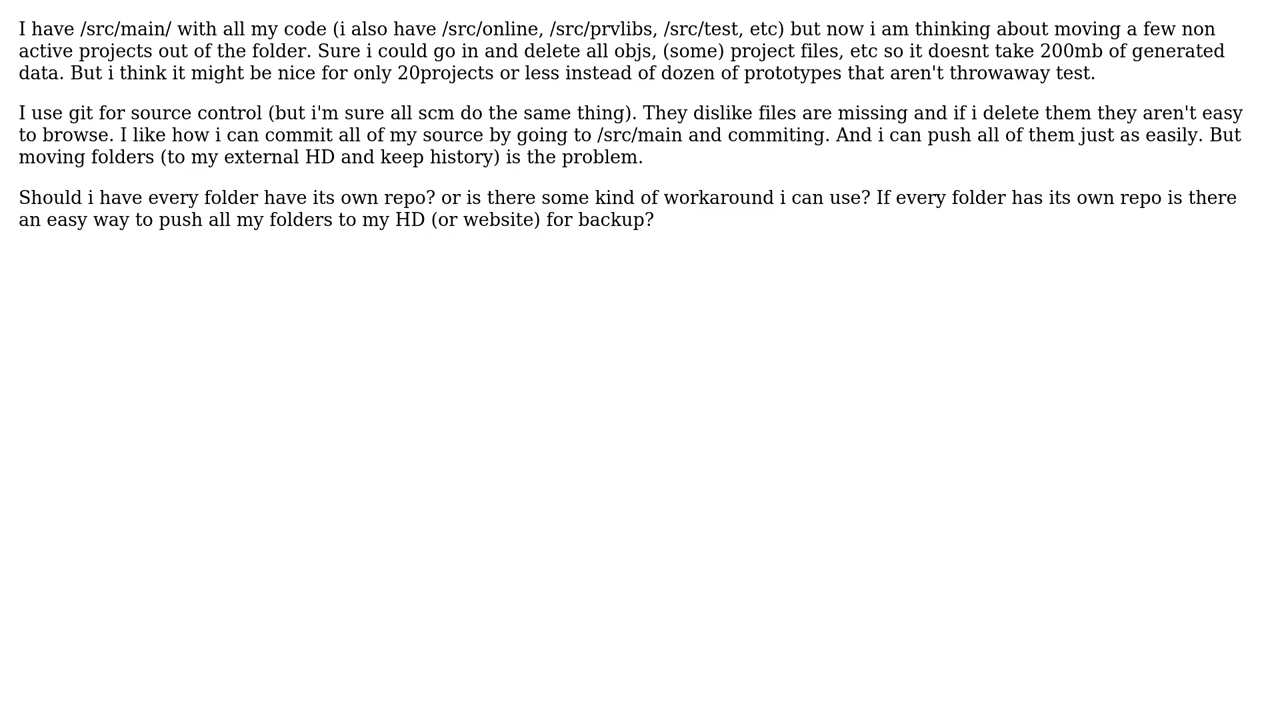 I have /src/main/ with all my code (i also have /src/online, /src/prvlibs, /src/test, etc) but now i am thinking about moving a few non
active projects out of the folder. Sure i could go in and delete all objs, (some) project files, etc so it doesnt take 200mb of generated
data. But i think it might be nice for only 20projects or less instead of dozen of prototypes that aren't throwaway test.
I use git for source control (but i'm sure all scm do the same thing). They dislike files are missing and if i delete them they aren't easy
to browse. I like how i can commit all of my source by going to /src/main and commiting. And i can push all of them just as easily. But
moving folders (to my external HD and keep history) is the problem.
Should i have every folder have its own repo? or is there some kind of workaround i can use? If every folder has its own repo is there
an easy way to push all my folders to my HD (or website) for backup?